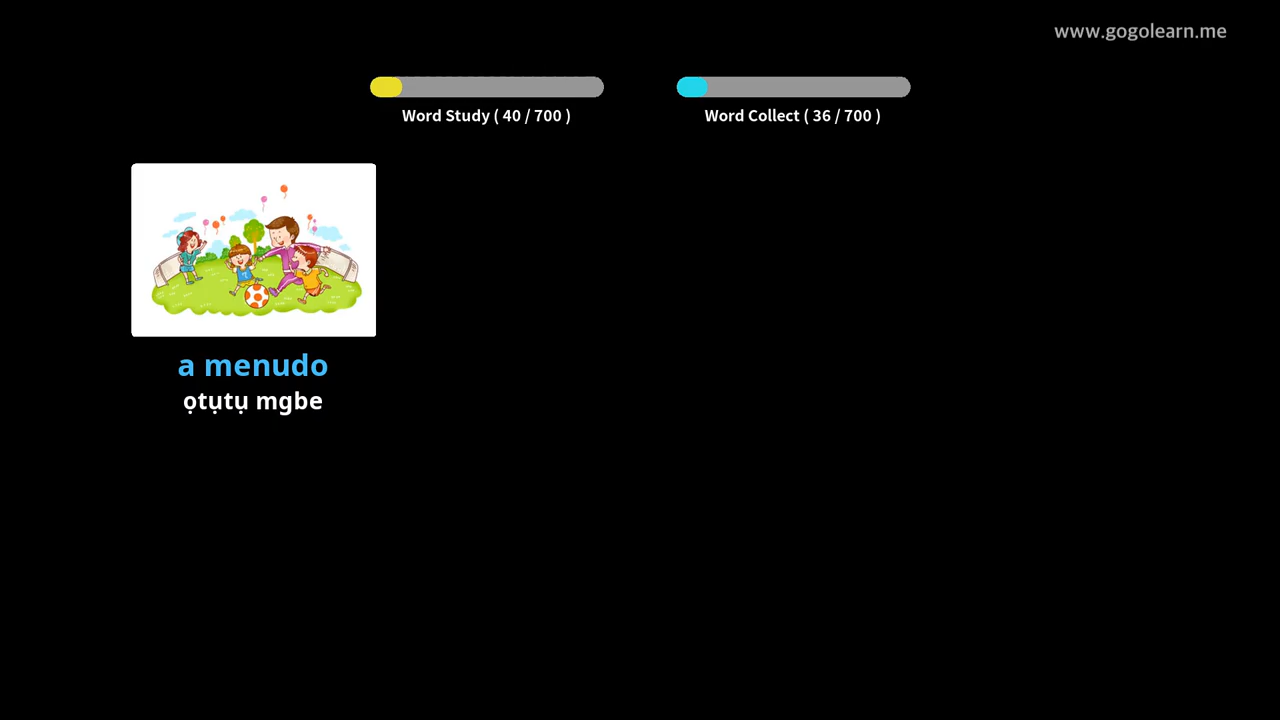 www.gogolearn.me
Word Study ( 40 / 700 )
Word Collect ( 36 / 700 )
a menudo
ọtụtụ mgbe